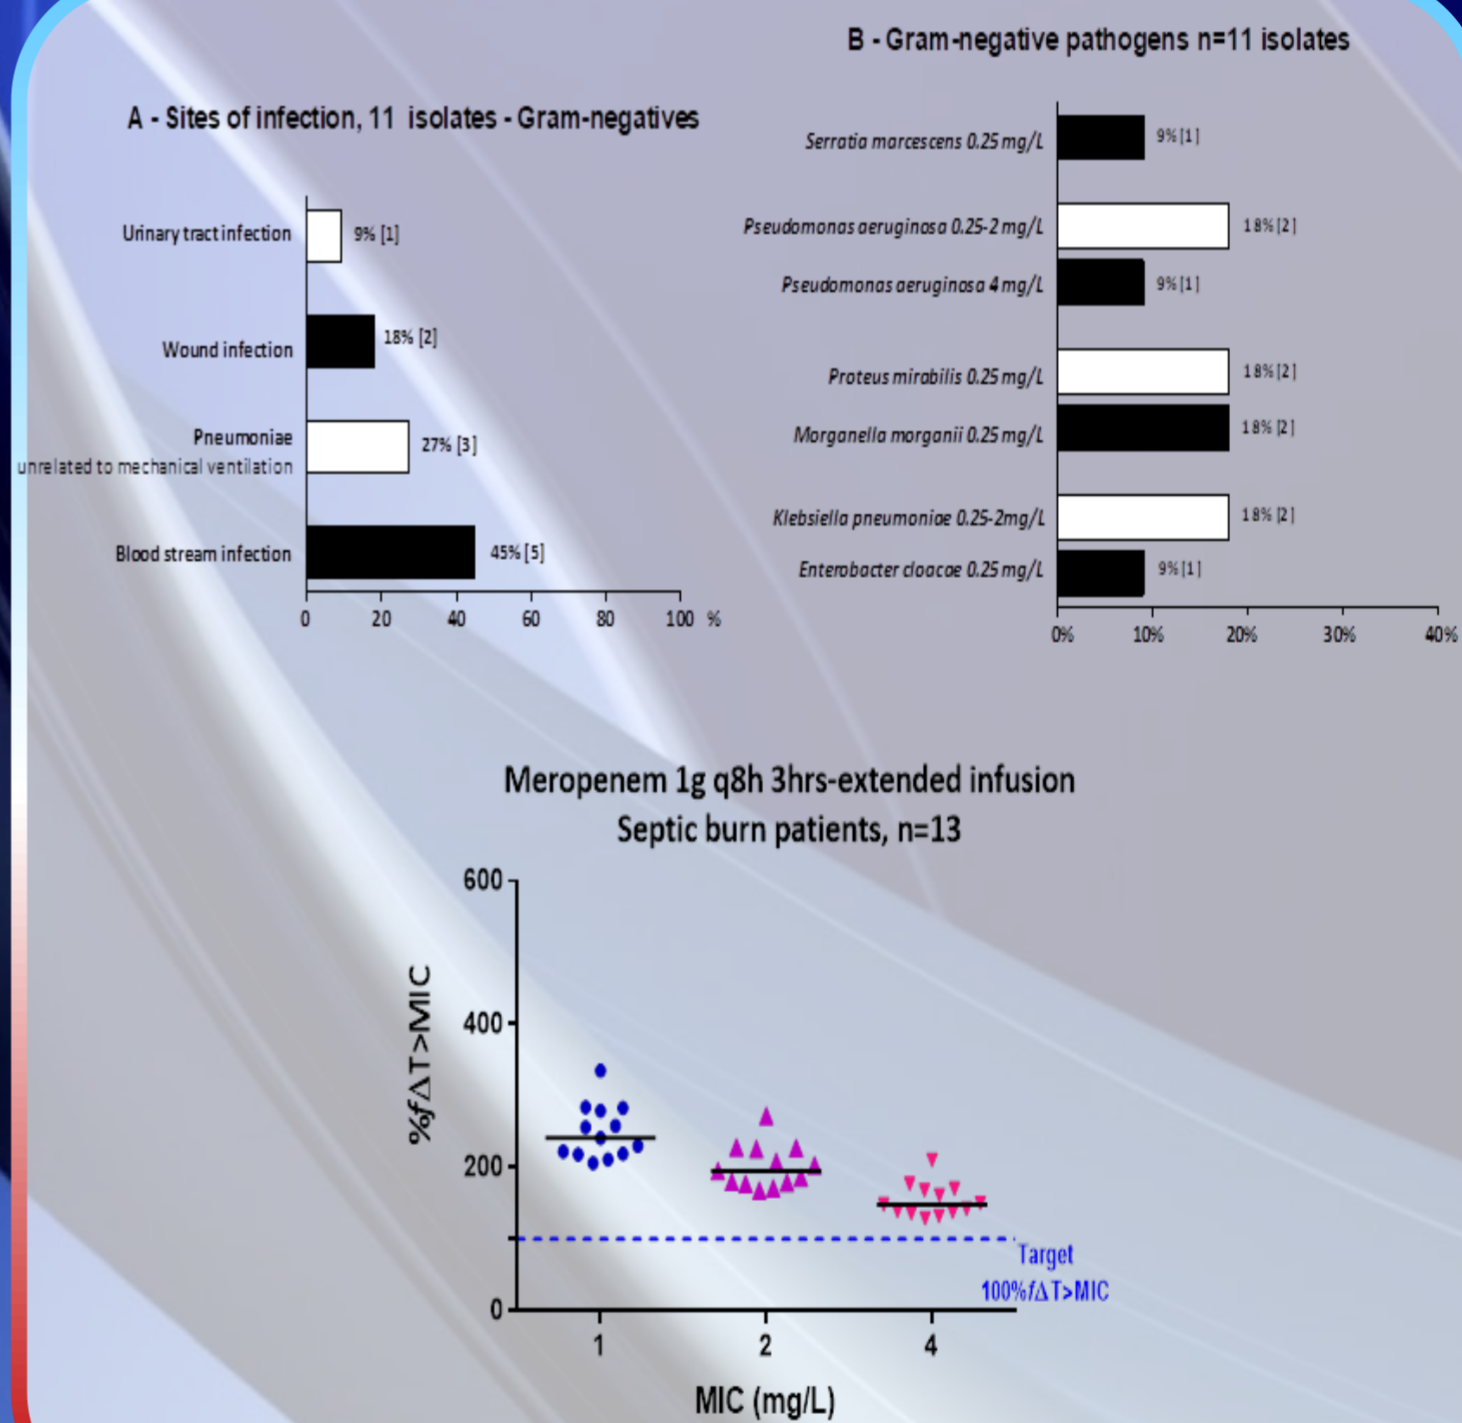 B - Gram-negative pathogens n=11 isolates
A - Sites of infection, 11 isolates - Gram-negatives
Urinary tract infection
9% [1]
Wound infection
18% [2]
Pneumoniae
unrelated to mechanical ventilation
27% [3]
Blood stream infection
45% [5]
0 20 40 60 80 100 %
Serratia marcescens 0.25 mg/L
9% [1]
Pseudomonas aeruginosa 0.25-2 mg/L
18% [2]
Pseudomonas aeruginosa 4 mg/L
9% [1]
Proteus mirabilis 0.25 mg/L
18% [2]
Morganella morganii 0.25 mg/L
18% [2]
Klebsiella pneumoniae 0.25-2mg/L
18% [2]
Enterobacter cloacae 0.25 mg/L
9% [1]
0% 10% 20% 30% 40%
Meropenem 1g q8h 3hrs-extended infusion
Septic burn patients, n=13
%fΔT>MIC
600
400
200
0
Target
100%fΔT>MIC
1 2 4
MIC (mg/L)